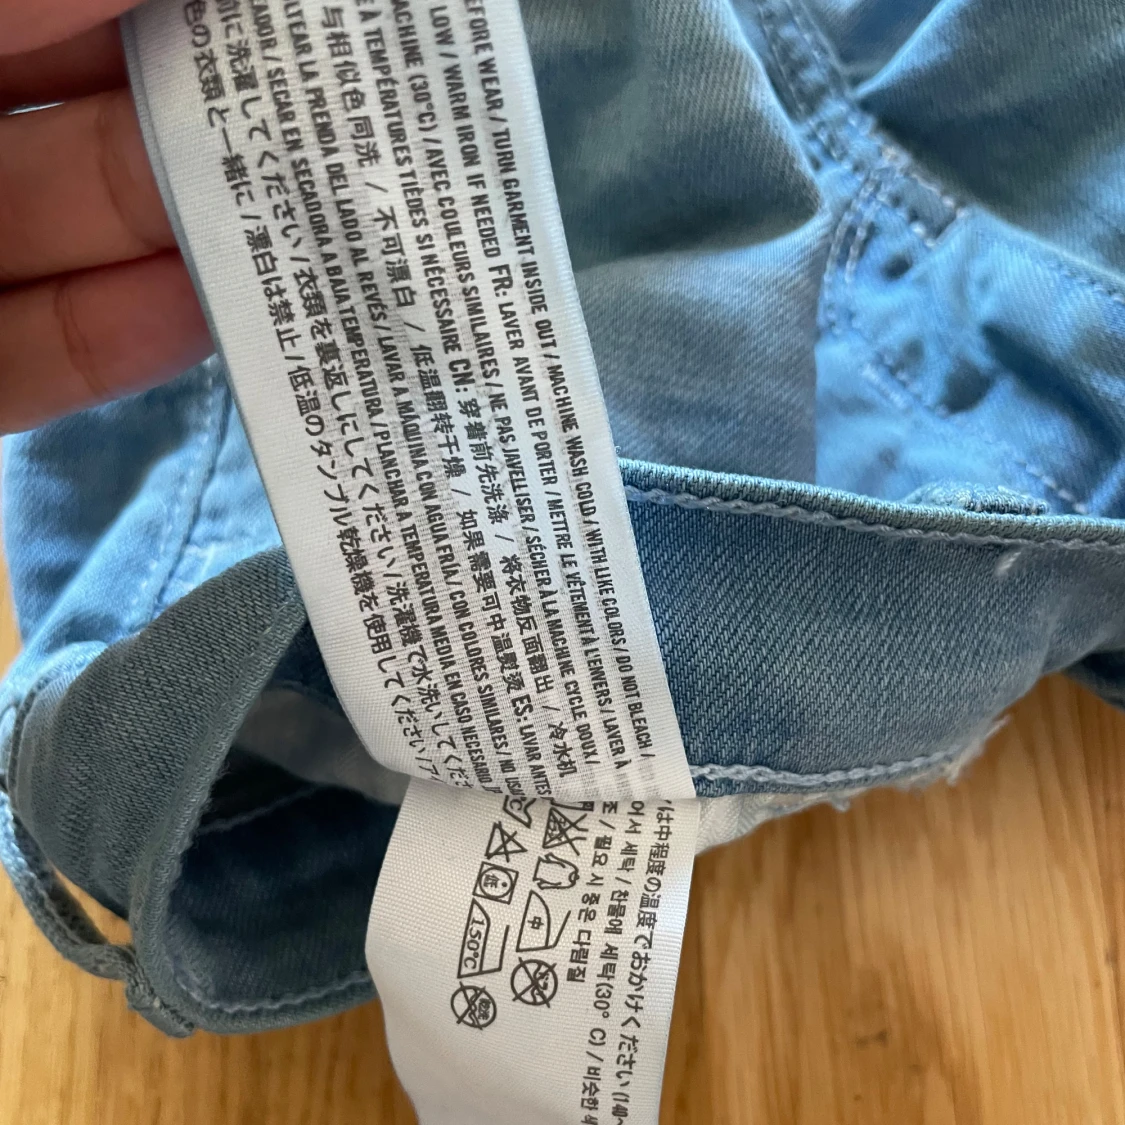 EFORE WEAR / TURN GARMENT INSIDE OUT / MACHINE WASH COLD / WITH LIKE COLORS / DO NOT BLEACH /
LOW / WARM IRON IF NEEDED FR: LAVER AVANT DE PORTER / METTRE LE VÊTEMENT À L'ENVERS / LAVER À
MACHINE (30°C) / AVEC COULEURS SIMILAIRES / NE PAS JAVELLISER / SÉCHER À LA MACHINE CYCLE DOUX /
À TEMPÉRATURES TIÈDES SI NÉCESSAIRE CN: 穿着前先洗涤 / 将衣物反面翻出 / 冷水机
与相似色同洗 / 不可漂白 / 低温翻转干燥 / 如果需要可中温熨烫 ES: LAVAR ANTES
LTEAR LA PRENDA DEL LADO AL REVÉS / LAVAR A MÁQUINA CON AGUA FRÍA / CON COLORES SIMILARES / NO
ECADOR / SECAR EN SECADORA A BAJA TEMPERATURA / PLANCHAR A TEMPERATURA MEDIA EN CASO NECESARIO
前に洗濯してください / 衣類を裏返しにしてください / 洗濯機で水洗いしてくださ
色の衣類と一緒に / 漂白は禁止 / 低温のタンブル乾燥機を使用してください / ア
は中程度の温度でおかけください (140~
어서 세탁 찬물에 세탁(30° C) / 비슷한 색
조 / 필요시 중온 다림질
中
低
150°C